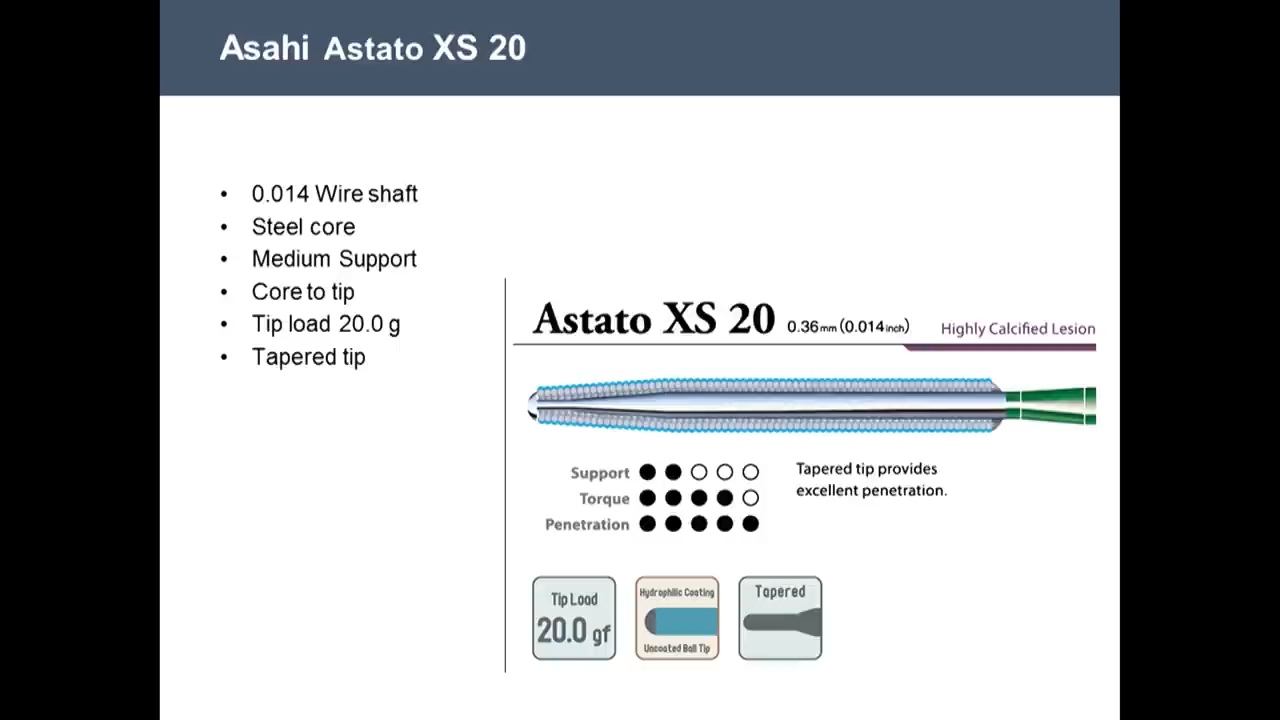 Asahi Astato XS 20
• 0.014 Wire shaft
• Steel core
• Medium Support
• Core to tip
• Tip load 20.0 g
• Tapered tip
Astato XS 20 0.36mm (0.014inch) Highly Calcified Lesion
Support
Torque
Penetration
Tapered tip provides
excellent penetration.
Tip Load
20.0 gf
Hydrophilic Coating
Uncoated Ball Tip
Tapered